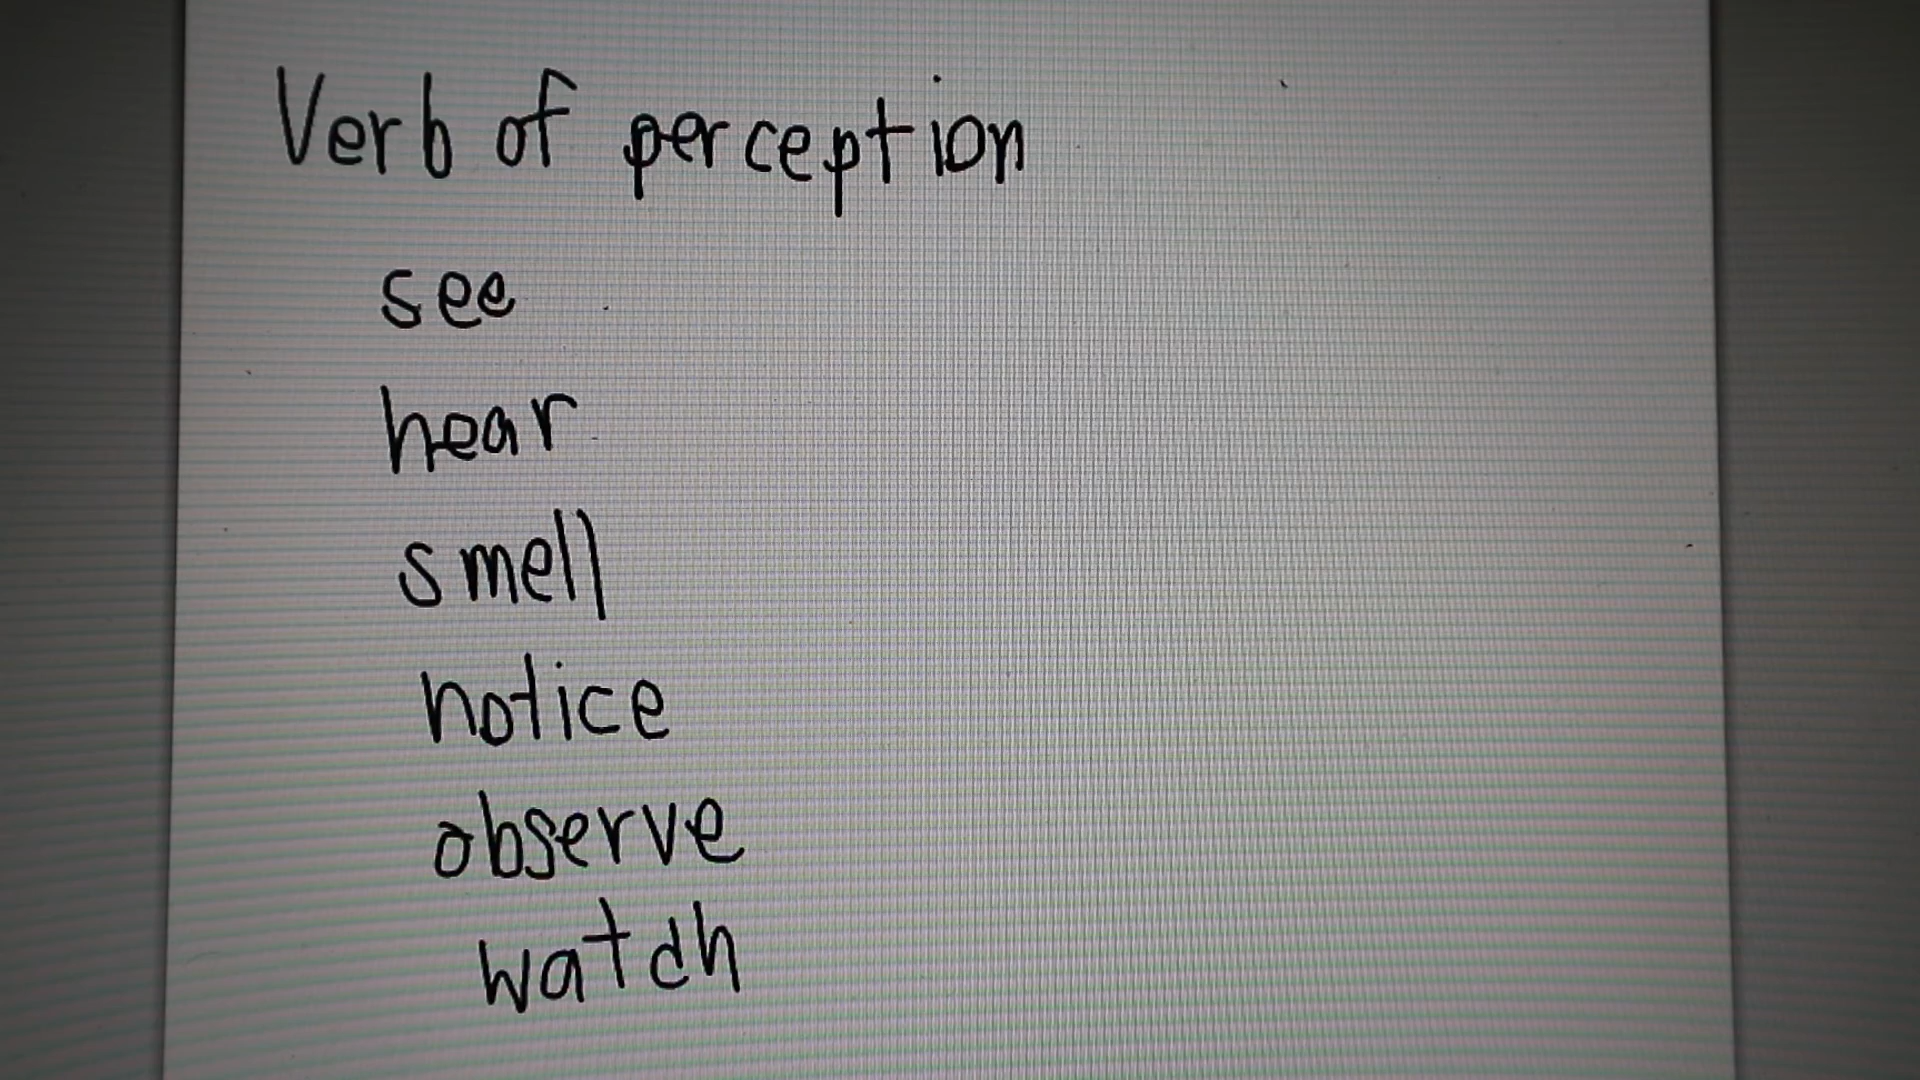 Verb of perception
see
hear
smell
notice
observe
watch